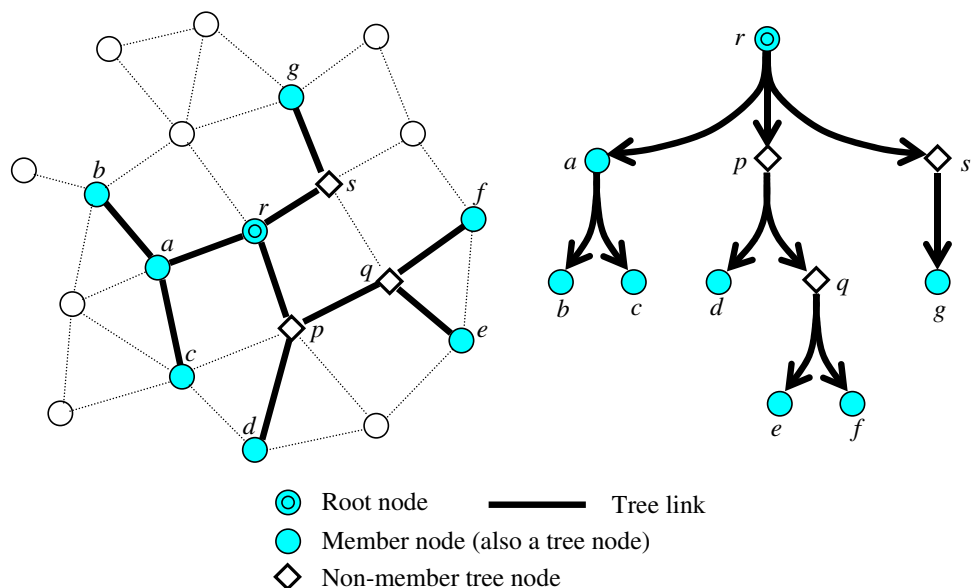 g
b
s
f
r
a
q
p
e
c
d
r
a
p
s
b
c
d
q
g
e
f
Root node
Tree link
Member node (also a tree node)
Non-member tree node